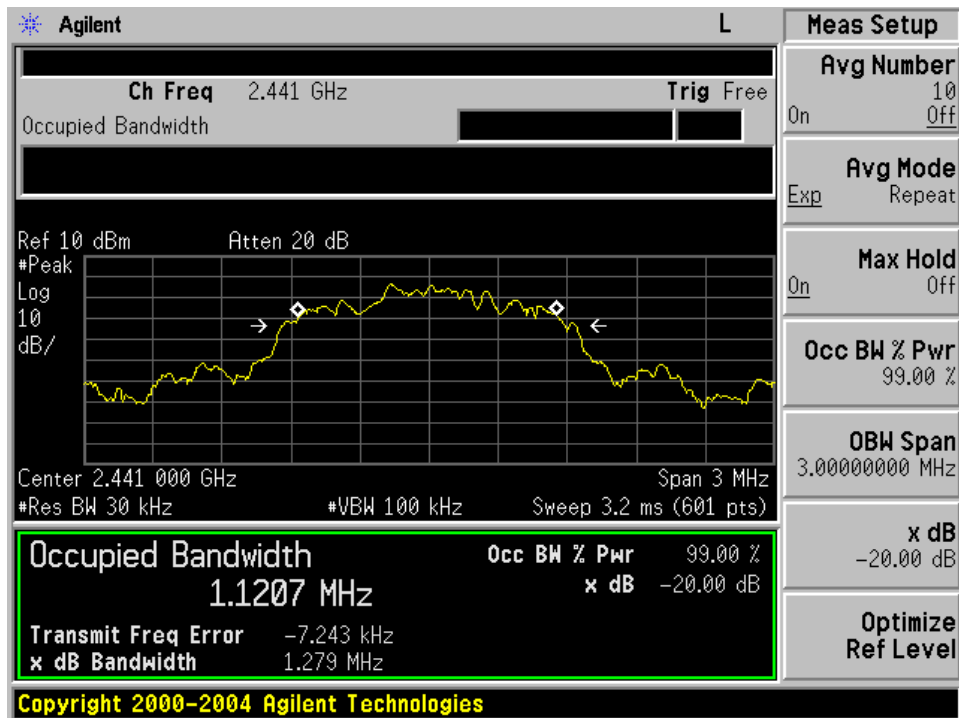 Agilent
L
Meas Setup
Ch Freq 2.441 GHz
Trig Free
Occupied Bandwidth
Avg Number
10
On Off
Avg Mode
Exp Repeat
Max Hold
On Off
Occ BW % Pwr
99.00 %
OBW Span
3.00000000 MHz
x dB
-20.00 dB
Optimize
Ref Level
Ref 10 dBm
Atten 20 dB
#Peak
Log
10
dB/
Center 2.441 000 GHz
Span 3 MHz
#Res BW 30 kHz
#VBW 100 kHz
Sweep 3.2 ms (601 pts)
Occupied Bandwidth
1.1207 MHz
Occ BW % Pwr 99.00 %
x dB -20.00 dB
Transmit Freq Error -7.243 kHz
x dB Bandwidth 1.279 MHz
Copyright 2000-2004 Agilent Technologies